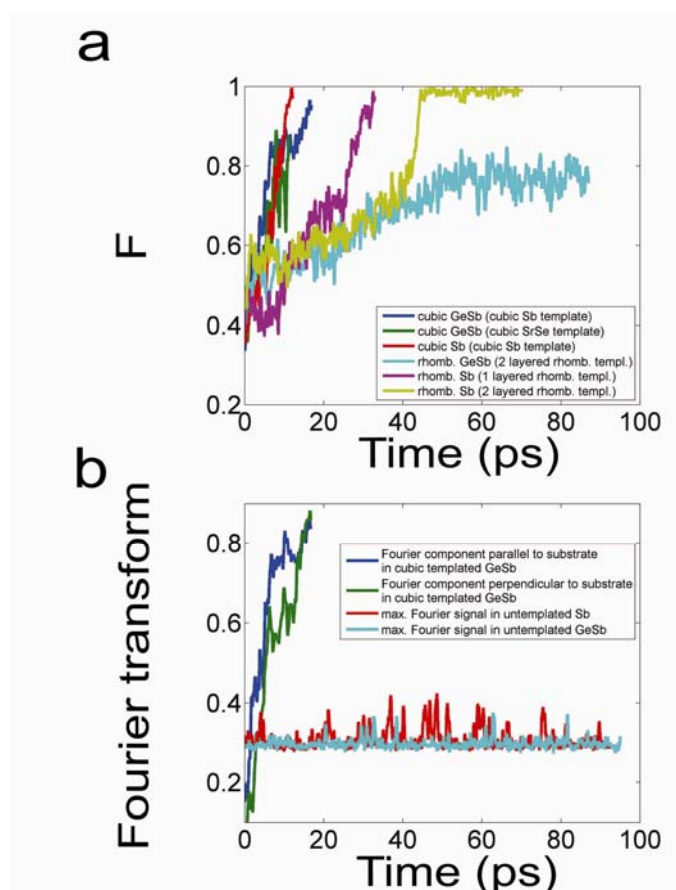 a
1
0.8
0.6
0.4
0.2
F
cubic GeSb (cubic Sb template)
cubic GeSb (cubic SrSe template)
cubic Sb (cubic Sb template)
rhomb. GeSb (2 layered rhomb. templ.)
rhomb. Sb (1 layered rhomb. templ.)
rhomb. Sb (2 layered rhomb. templ.)
0 20 40 60 80 100
Time (ps)
b
0.8
0.6
0.4
0.2
Fourier transform
Fourier component parallel to substrate
in cubic templated GeSb
Fourier component perpendicular to substrate
in cubic templated GeSb
max. Fourier signal in untemplated Sb
max. Fourier signal in untemplated GeSb
0 20 40 60 80 100
Time (ps)